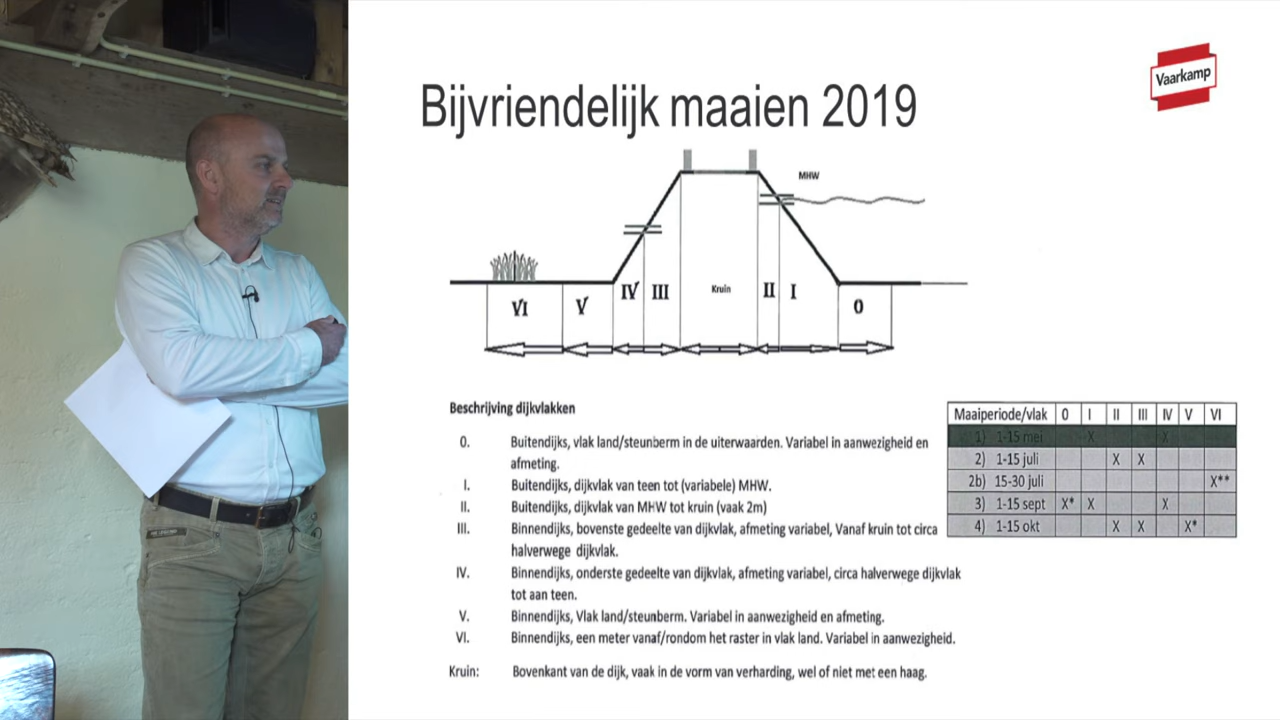 Vaarkamp
Bijvriendelijk maaien 2019
MHW
IV III Kruin II I
VI V 0
Beschrijving dijkvlakken
0. Buitendijks, vlak land/steunberm in de uiterwaarden. Variabel in aanwezigheid en
afmeting.
I. Buitendijks, dijkvlak van teen tot (variabele) MHW.
II. Buitendijks, dijkvlak van MHW tot kruin (vaak 2m)
III. Binnendijks, bovenste gedeelte van dijkvlak, afmeting variabel, Vanaf kruin tot circa
halverwege dijkvlak.
IV. Binnendijks, onderste gedeelte van dijkvlak, afmeting variabel, circa halverwege dijkvlak
tot aan teen.
V. Binnendijks, Vlak land/steunberm. Variabel in aanwezigheid en afmeting.
VI. Binnendijks, een meter vanaf/rondom het raster in vlak land. Variabel in aanwezigheid.
Kruin: Bovenkant van de dijk, vaak in de vorm van verharding, wel of niet met een haag.
Maaiperiode/vlak 0 I II III IV V VI
1) 1-15 mei X X
2) 1-15 juli X X
2b) 15-30 juli X**
3) 1-15 sept X* X X
4) 1-15 okt X X X*